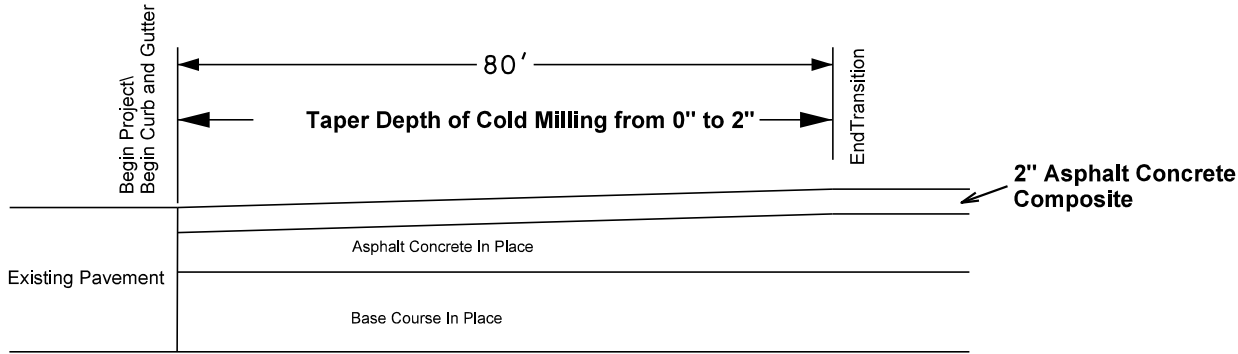 Begin Project\
Begin Curb and Gutter
80'
Taper Depth of Cold Milling from 0" to 2"
EndTransition
2" Asphalt Concrete
Composite
Asphalt Concrete In Place
Existing Pavement
Base Course In Place